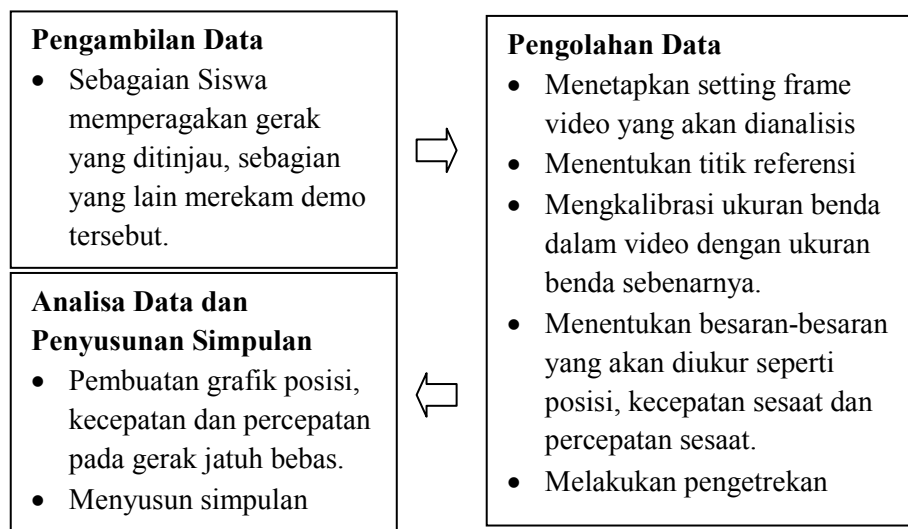 Pengambilan Data
• Sebagaian Siswa
memperagakan gerak
yang ditinjau, sebagian
yang lain merekam demo
tersebut.
Pengolahan Data
• Menetapkan setting frame
video yang akan dianalisis
• Menentukan titik referensi
• Mengkalibrasi ukuran benda
dalam video dengan ukuran
benda sebenarnya.
• Menentukan besaran-besaran
yang akan diukur seperti
posisi, kecepatan sesaat dan
percepatan sesaat.
• Melakukan pengetrekan
Analisa Data dan
Penyusunan Simpulan
• Pembuatan grafik posisi,
kecepatan dan percepatan
pada gerak jatuh bebas.
• Menyusun simpulan